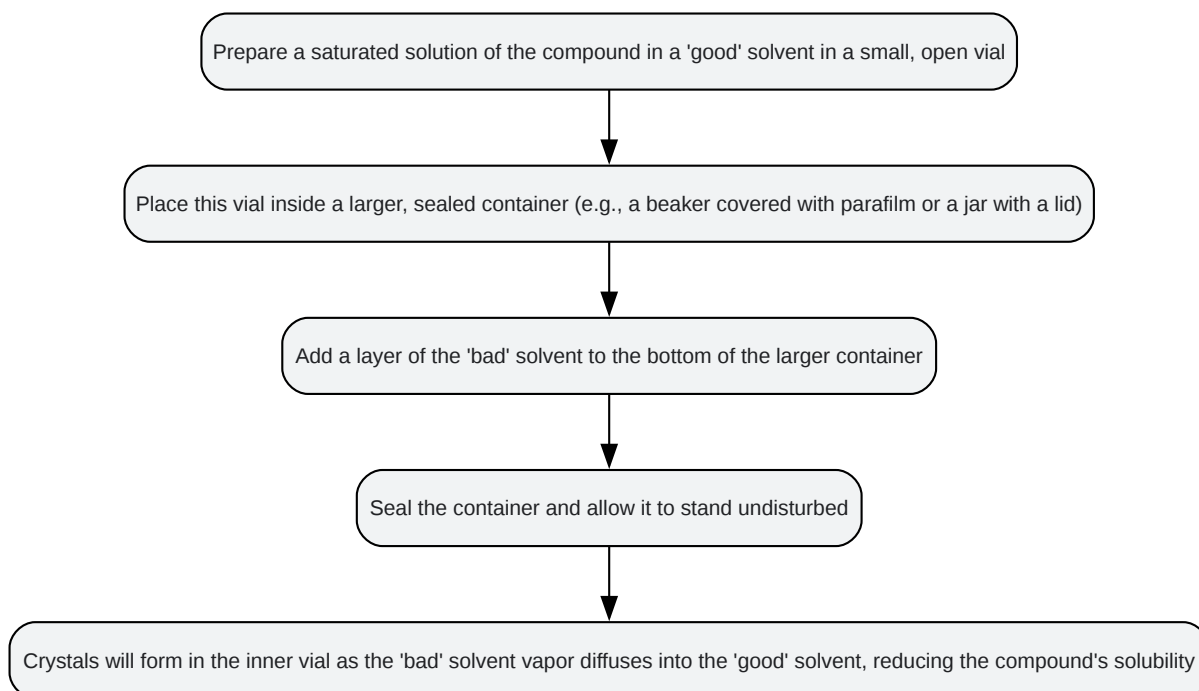 Prepare a saturated solution of the compound in a 'good' solvent in a small, open vial
Place this vial inside a larger, sealed container (e.g., a beaker covered with parafilm or a jar with a lid)
Add a layer of the 'bad' solvent to the bottom of the larger container
Seal the container and allow it to stand undisturbed
Crystals will form in the inner vial as the 'bad' solvent vapor diffuses into the 'good' solvent, reducing the compound's solubility